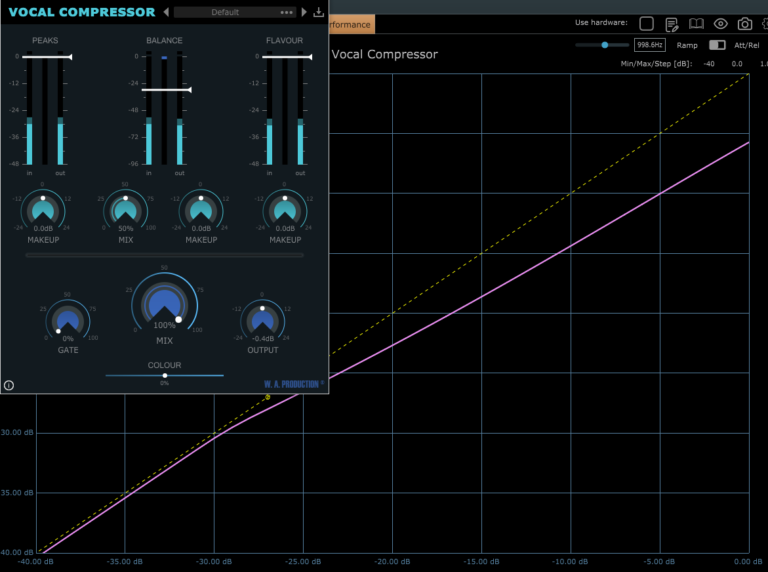 VOCAL COMPRESSOR Default
PEAKS BALANCE FLAVOUR
0 0 0
-12 -24 -12
-24 -48 -24
-36 -72 -36
-48 -96 -48
in out in out in out
0 50 0 0
-12 12 25 75 -12 12 -12 12
-24 24 0 100 -24 24 -24 24
0.0dB 50% 0.0dB 0.0dB
MAKEUP MIX MAKEUP MAKEUP
50
25 75
0 100
100%
MIX
50
25 75
0 100
0%
GATE
0
-12 12
-24 24
-0.4dB
OUTPUT
COLOUR
0%
W. A. PRODUCTION
rformance
Use hardware:
998.6Hz Ramp Att/Rel
Vocal Compressor
Min/Max/Step [dB]: -40 0.0 1.
30.00 dB
35.00 dB
40.00 dB
-40.00 dB -35.00 dB -30.00 dB -25.00 dB -20.00 dB -15.00 dB -10.00 dB -5.00 dB 0.00 dB